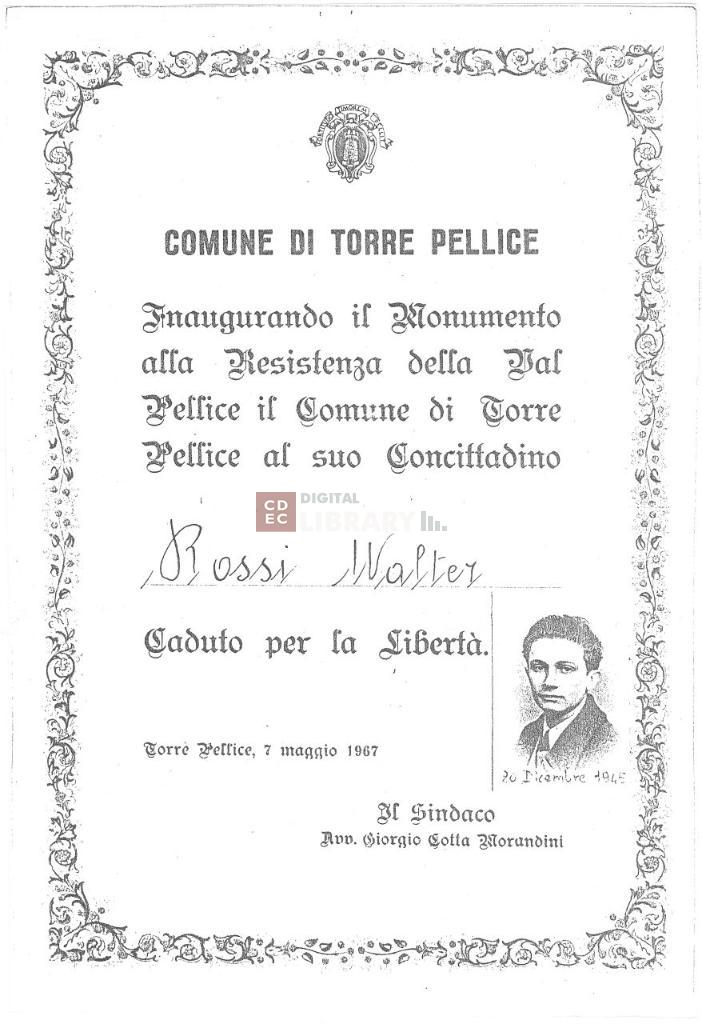 TIMOREM
COMUNE DI TORRE PELLICE
Inaugurando il Monumento
alla Resistenza della Val
Pellice il Comune di Torre
Pellice al suo Concittadino
CDEC DIGITAL LIBRARY
Rossi Walter
Caduto per la Libertà.
Torre Pellice, 7 maggio 1967
20 Dicembre 1945
Il Sindaco
Avv. Giorgio Cotta Morandini